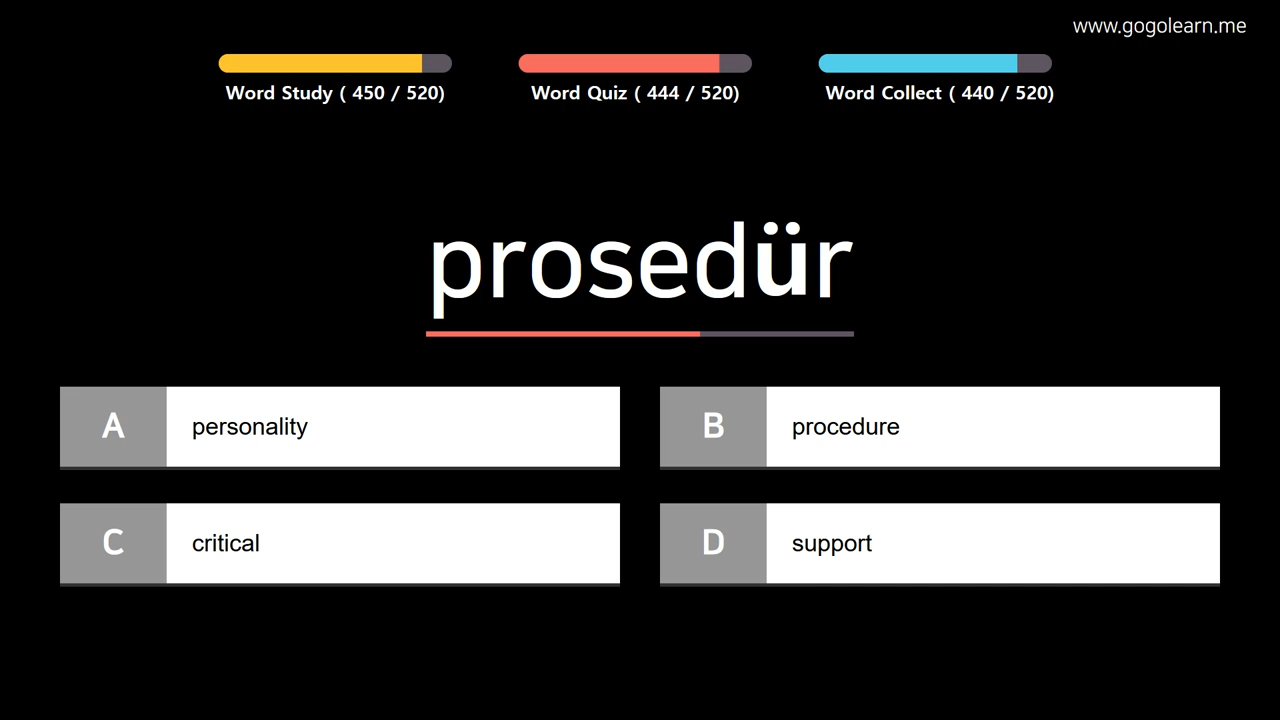 www.gogolearn.me
Word Study ( 450 / 520)
Word Quiz ( 444 / 520)
Word Collect ( 440 / 520)
prosedür
A personality
B procedure
C critical
D support